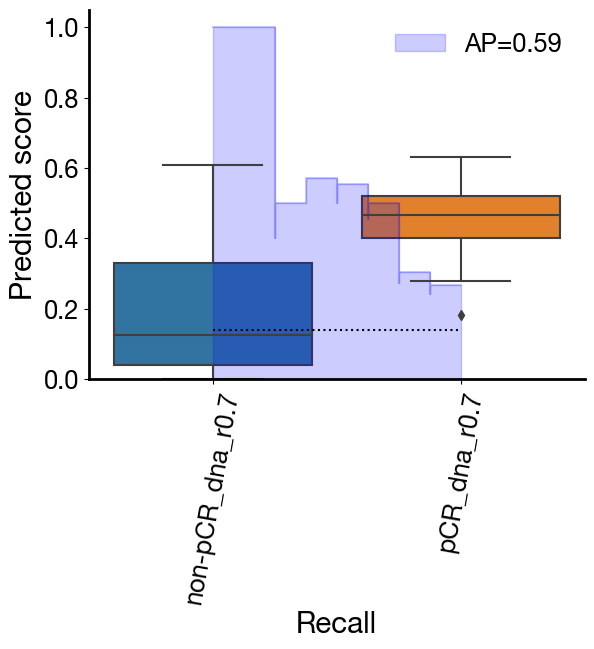 1.0
0.8
0.6
0.4
0.2
0.0
Predicted score
AP=0.59
non-pCR_dna_r0.7
pCR_dna_r0.7
Recall